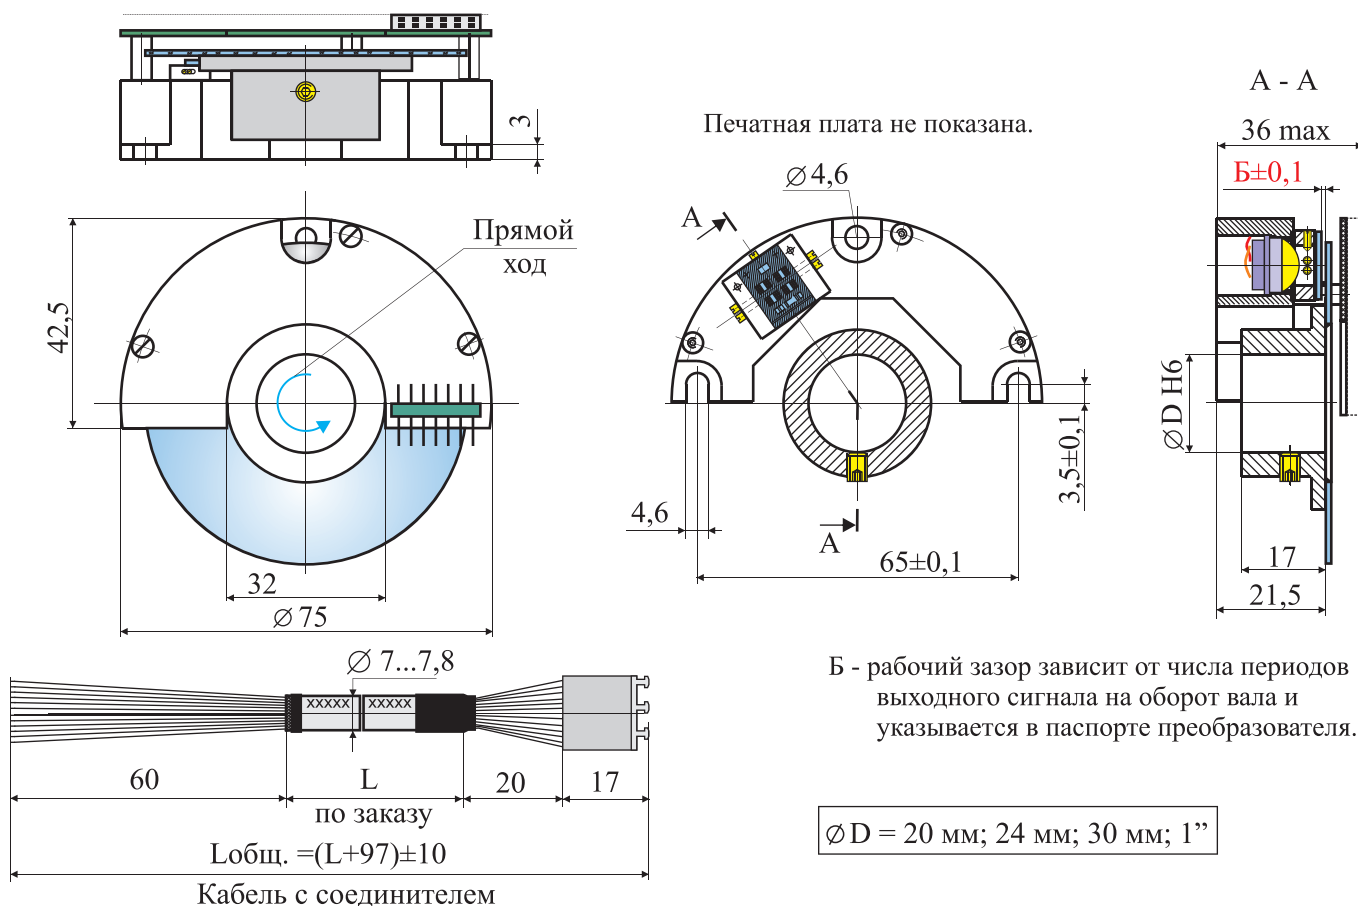 3
Печатная плата не показана.
А - А
36 max
Б±0,1
⌀4,6
А
Прямой
ход
42,5
⌀D H6
3,5±0,1
4,6
А
65±0,1
17
21,5
32
⌀75
⌀ 7...7,8
xxxxx
xxxxx
60
L
20
17
по заказу
Lобщ. =(L+97)±10
Кабель с соединителем
Б - рабочий зазор зависит от числа периодов
выходного сигнала на оборот вала и
указывается в паспорте преобразователя.
⌀D = 20 мм; 24 мм; 30 мм; 1”